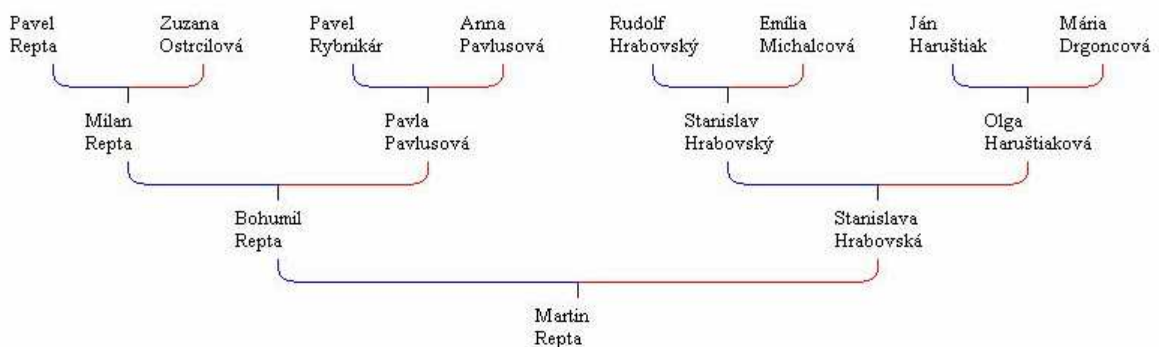 Pavel
Repta
Zuzana
Ostrcilová
Pavel
Rybnikár
Anna
Pavlusová
Rudolf
Hrabovský
Emília
Michalcová
Ján
Haruštiak
Mária
Drgoncová
Milan
Repta
Pavla
Pavlusová
Stanislav
Hrabovský
Olga
Haruštiaková
Bohumil
Repta
Stanislava
Hrabovská
Martin
Repta